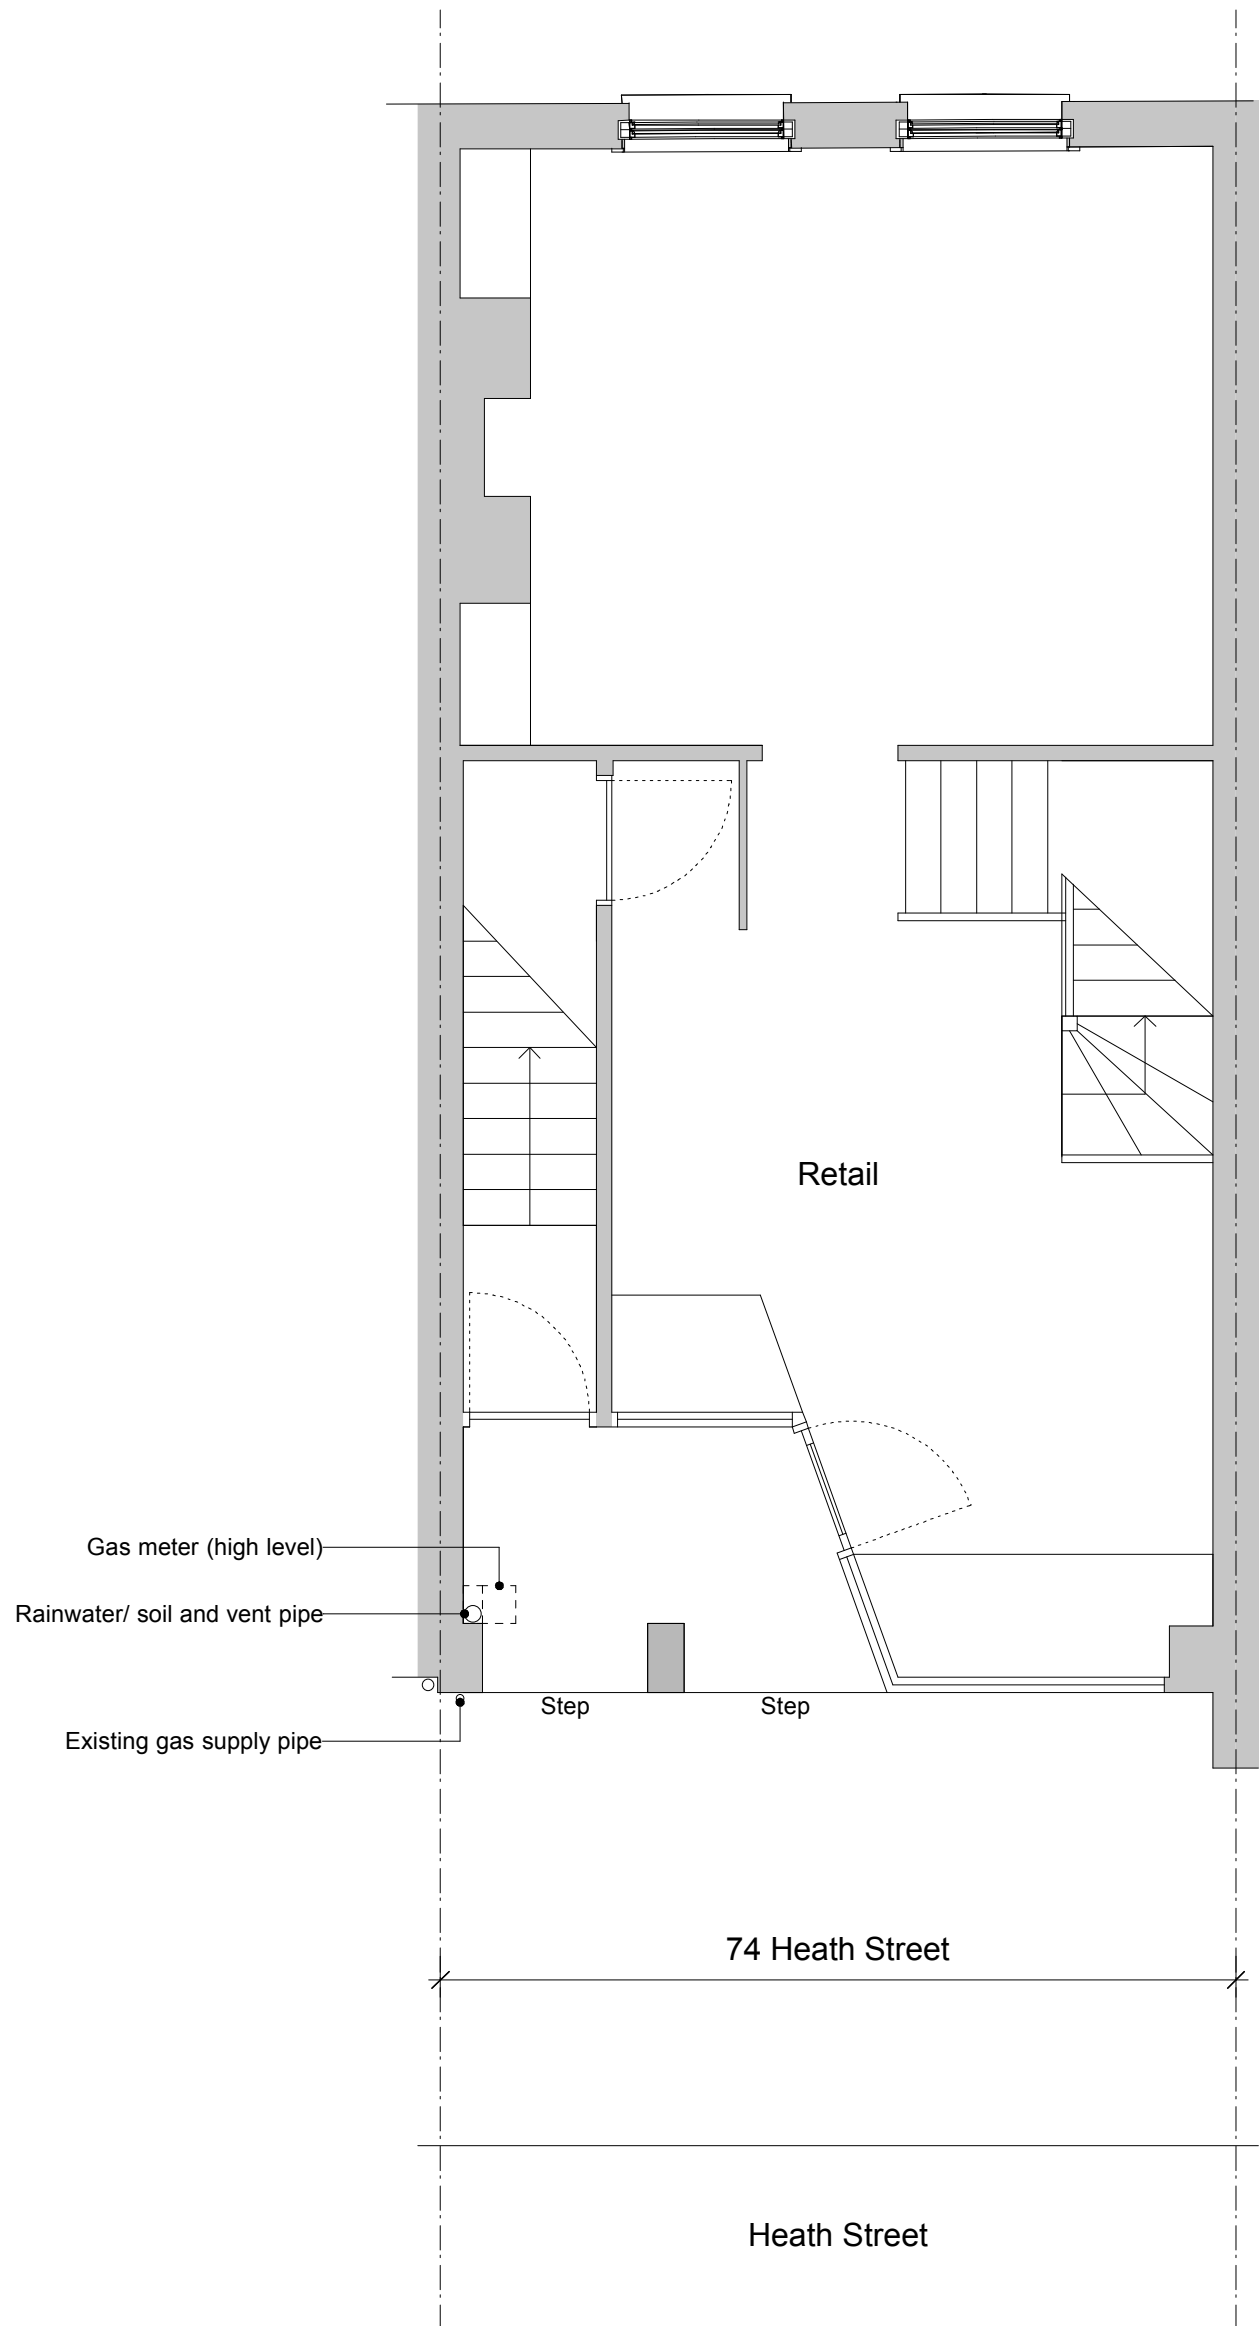 Retail
Gas meter (high level)
Rainwater/ soil and vent pipe
Step
Step
Existing gas supply pipe
74 Heath Street
Heath Street